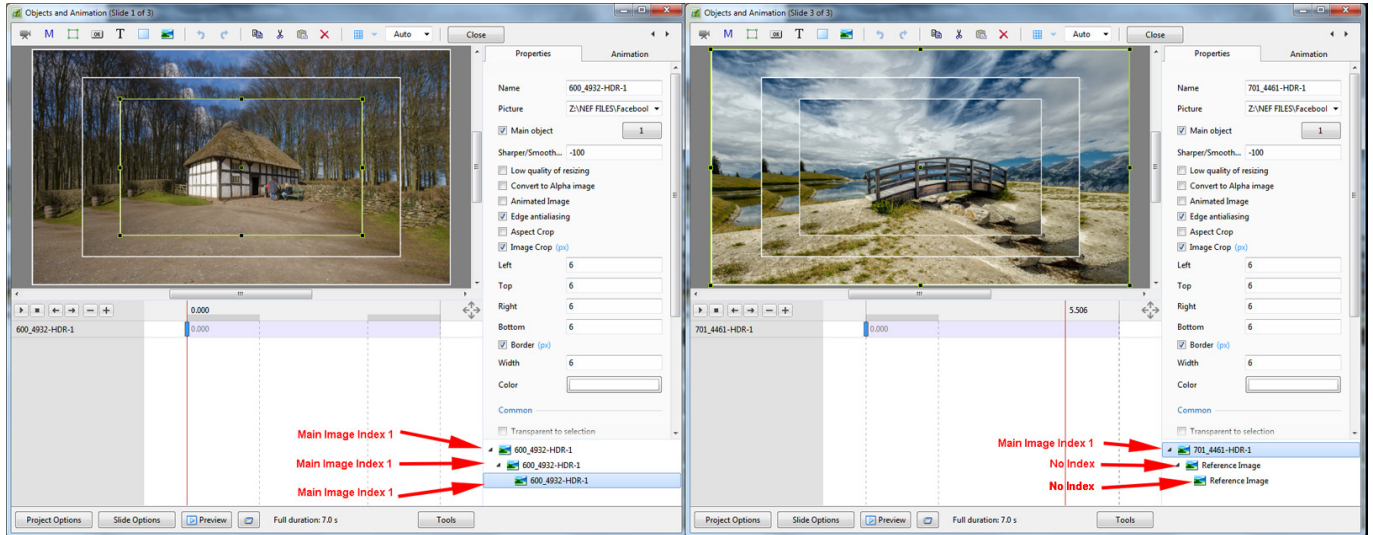 Objects and Animation (Slide 1 of 3)
M OK T Auto Close
Properties Animation
Name 600_4932-HDR-1
Picture Z:\NEF FILES\Facebool
Main object 1
Sharper/Smooth... -100
Low quality of resizing
Convert to Alpha image
Animated Image
Edge antialiasing
Aspect Crop
Image Crop (px)
Left 6
Top 6
Right 6
Bottom 6
Border (px)
Width 6
Color
Common
Transparent to selection
0.000
600_4932-HDR-1 0.000
Main Image Index 1 600_4932-HDR-1
Main Image Index 1 600_4932-HDR-1
Main Image Index 1 600_4932-HDR-1
Project Options Slide Options Preview Full duration: 7.0 s Tools
Objects and Animation (Slide 3 of 3)
M OK T Auto Close
Properties Animation
Name 701_4461-HDR-1
Picture Z:\NEF FILES\Facebool
Main object 1
Sharper/Smooth... -100
Low quality of resizing
Convert to Alpha image
Animated Image
Edge antialiasing
Aspect Crop
Image Crop (px)
Left 6
Top 6
Right 6
Bottom 6
Border (px)
Width 6
Color
Common
Transparent to selection
5.506
701_4461-HDR-1 0.000
Main Image Index 1 701_4461-HDR-1
No Index Reference Image
No Index Reference Image
Project Options Slide Options Preview Full duration: 7.0 s Tools